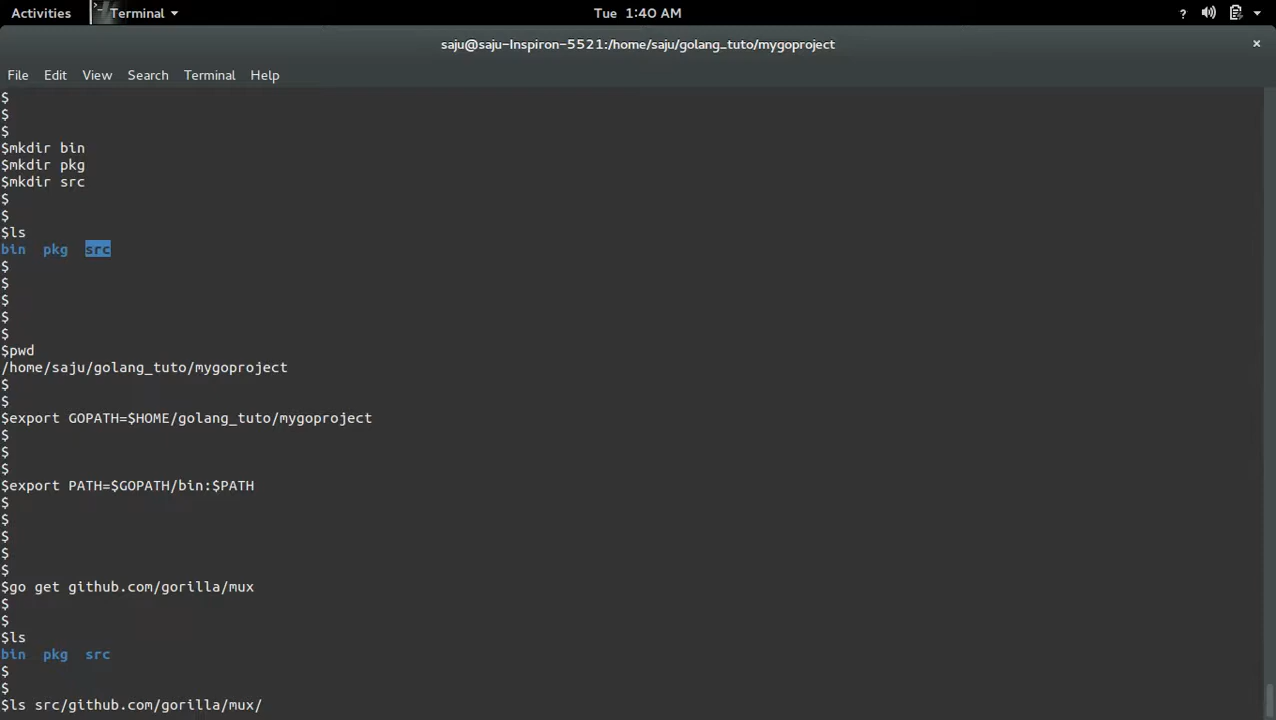 Activities Terminal Tue 1:40 AM ?
saju@saju-Inspiron-5521:/home/saju/golang_tuto/mygoproject ×
File Edit View Search Terminal Help
$
$
$
$mkdir bin
$mkdir pkg
$mkdir src
$
$
$ls
bin pkg src
$
$
$
$
$
$pwd
/home/saju/golang_tuto/mygoproject
$
$
$export GOPATH=$HOME/golang_tuto/mygoproject
$
$
$
$export PATH=$GOPATH/bin:$PATH
$
$
$
$
$
$go get github.com/gorilla/mux
$
$
$ls
bin pkg src
$
$
$ls src/github.com/gorilla/mux/